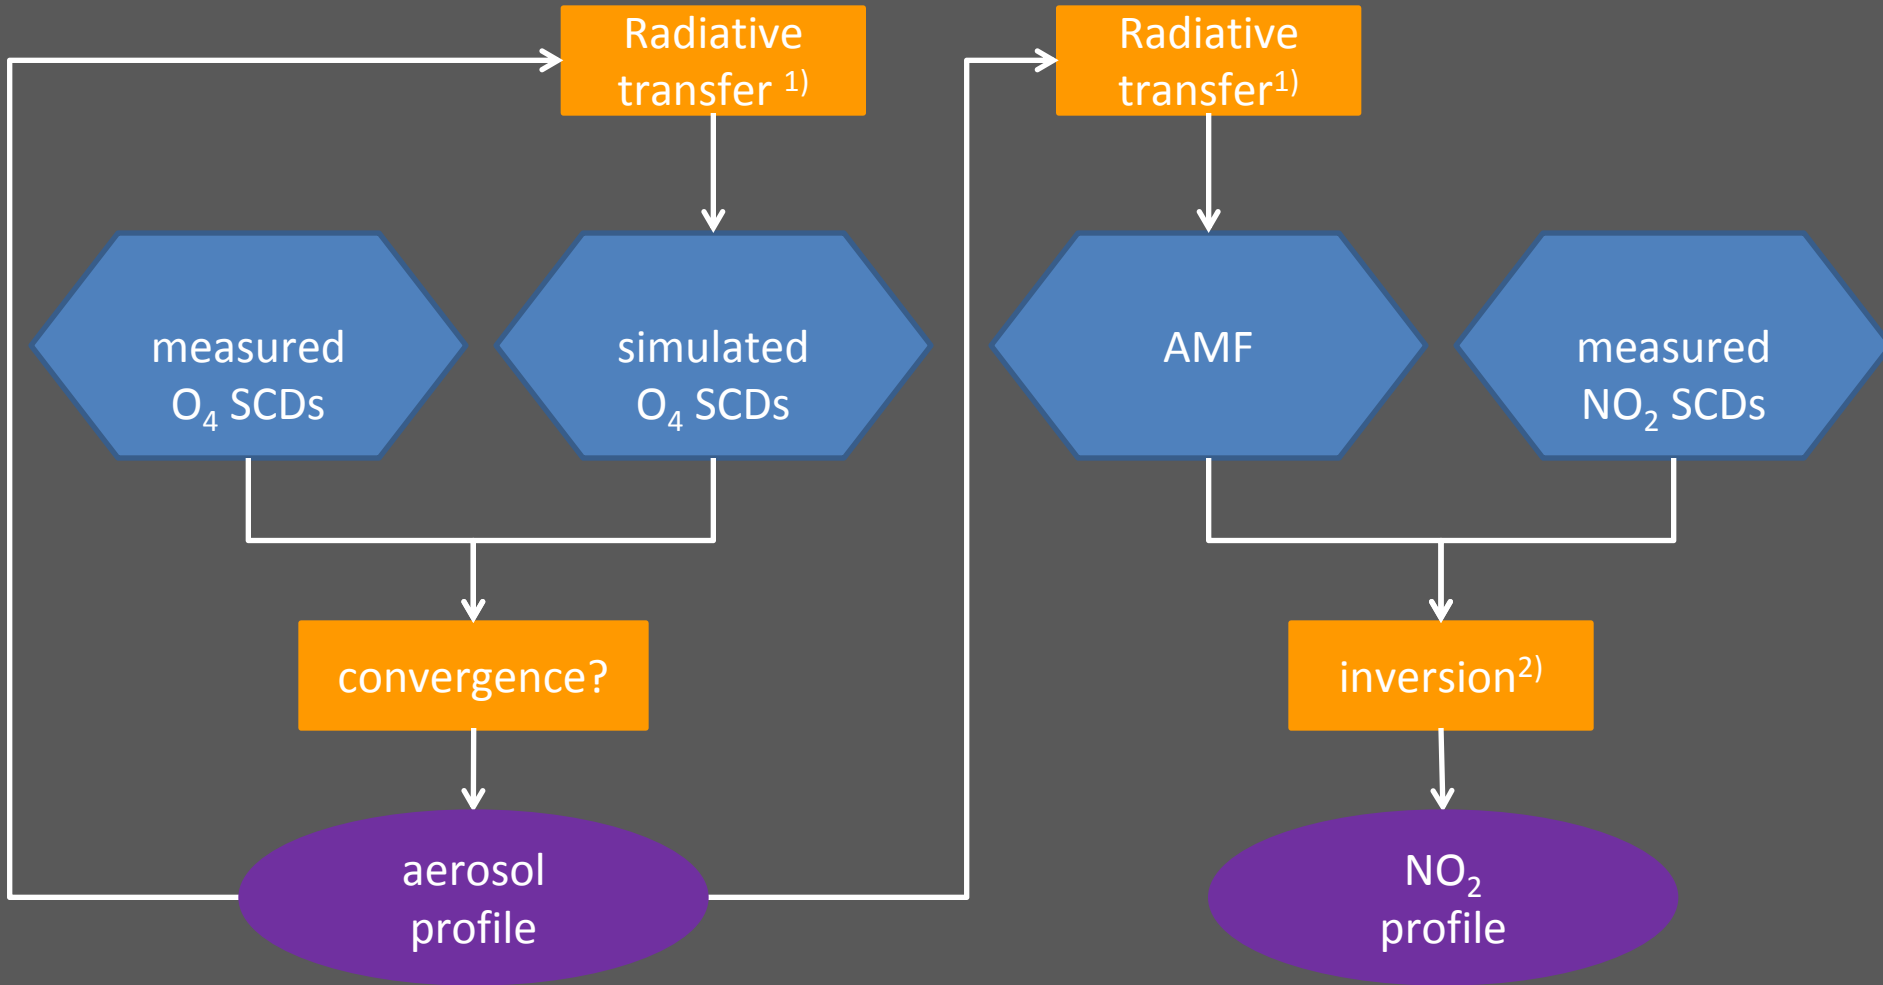 Radiative
transfer ¹⁾
Radiative
transfer¹⁾
measured
O₄ SCDs
simulated
O₄ SCDs
AMF
measured
NO₂ SCDs
convergence?
inversion²⁾
aerosol
profile
NO₂
profile